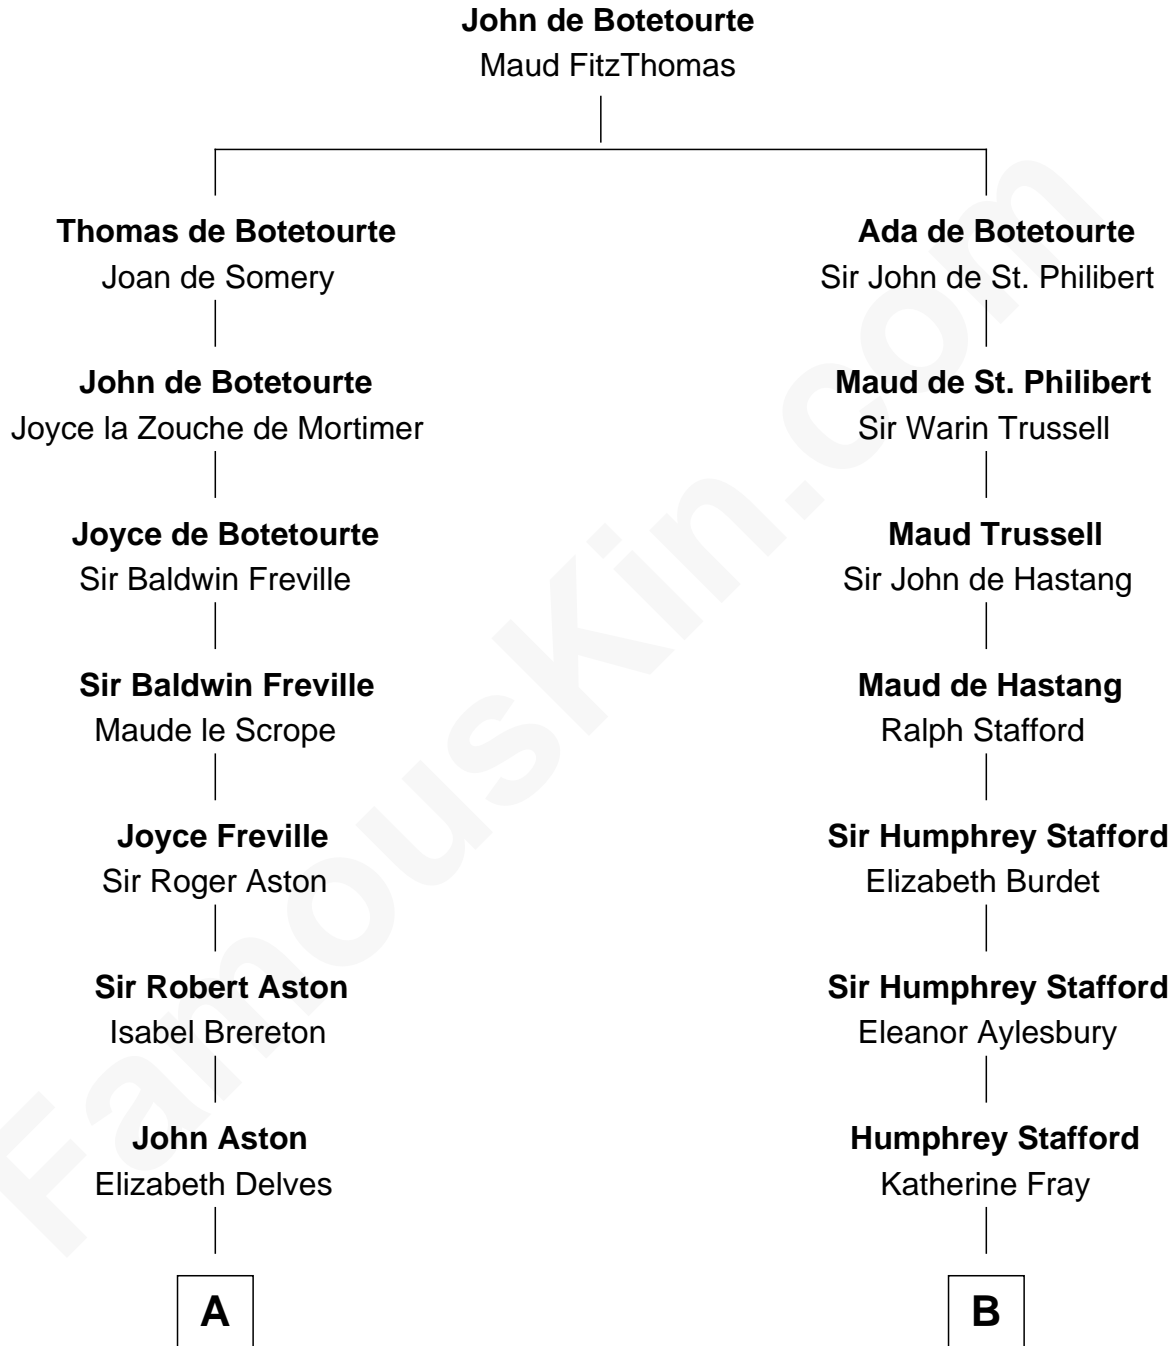 John de Botetourte
Maud FitzThomas
Thomas de Botetourte
Joan de Somery
Ada de Botetourte
Sir John de St. Philibert
John de Botetourte
Joyce la Zouche de Mortimer
Maud de St. Philibert
Sir Warin Trussell
Joyce de Botetourte
Sir Baldwin Freville
Maud Trussell
Sir John de Hastang
Sir Baldwin Freville
Maude le Scrope
Maud de Hastang
Ralph Stafford
Joyce Freville
Sir Roger Aston
Sir Humphrey Stafford
Elizabeth Burdet
Sir Robert Aston
Isabel Brereton
Sir Humphrey Stafford
Eleanor Aylesbury
John Aston
Elizabeth Delves
Humphrey Stafford
Katherine Fray
A
B
FamousKin.com